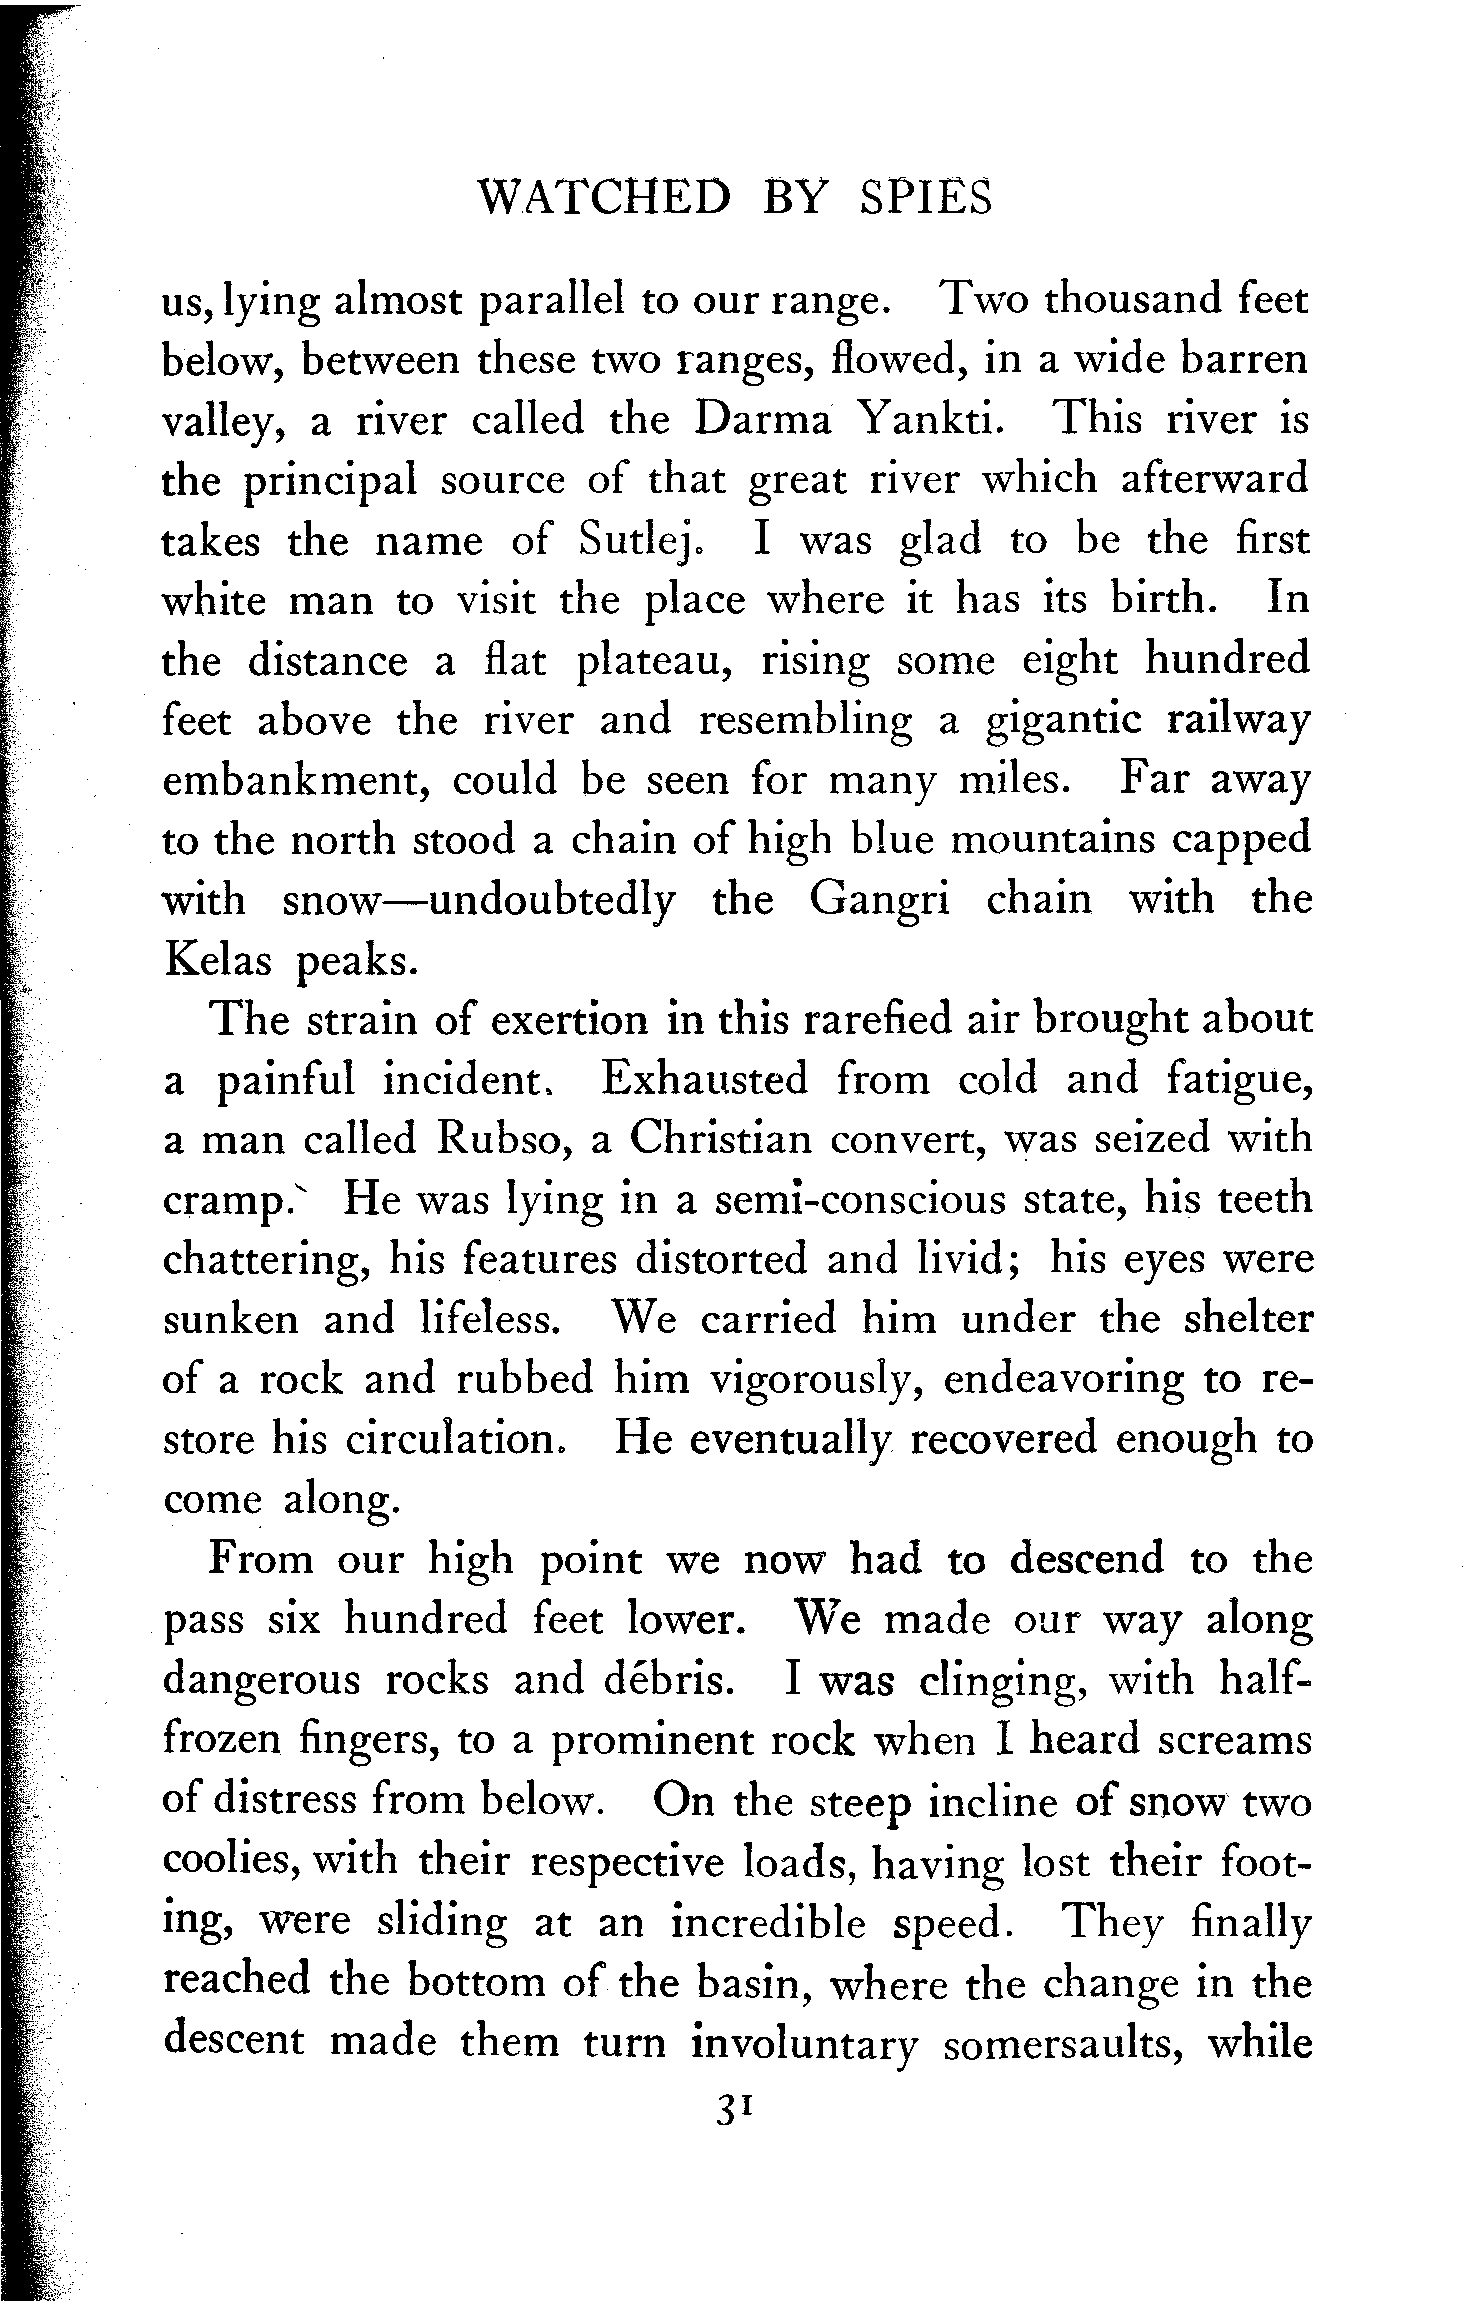 WATCHED BY SPIES
us, lying almost parallel to our range. Two thousand feet
below, between these two ranges, flowed, in a wide barren
valley, a river called the Darma Yankti. This river is
the principal source of that great river which afterward
takes the name of Sutlej. I was glad to be the first
white man to visit the place where it has its birth. In
the distance a flat plateau, rising some eight hundred
feet above the river and resembling a gigantic railway
embankment, could be seen for many miles. Far away
to the north stood a chain of high blue mountains capped
with snow—undoubtedly the Gangri chain with the
Kelas peaks.
The strain of exertion in this rarefied air brought about
a painful incident. Exhausted from cold and fatigue,
a man called Rubso, a Christian convert, was seized with
cramp. He was lying in a semi-conscious state, his teeth
chattering, his features distorted and livid; his eyes were
sunken and lifeless. We carried him under the shelter
of a rock and rubbed him vigorously, endeavoring to re-
store his circulation. He eventually recovered enough to
come along.
From our high point we now had to descend to the
pass six hundred feet lower. We made our way along
dangerous rocks and débris. I was clinging, with half-
frozen fingers, to a prominent rock when I heard screams
of distress from below. On the steep incline of snow two
coolies, with their respective loads, having lost their foot-
ing, were sliding at an incredible speed. They finally
reached the bottom of the basin, where the change in the
descent made them turn involuntary somersaults, while
31